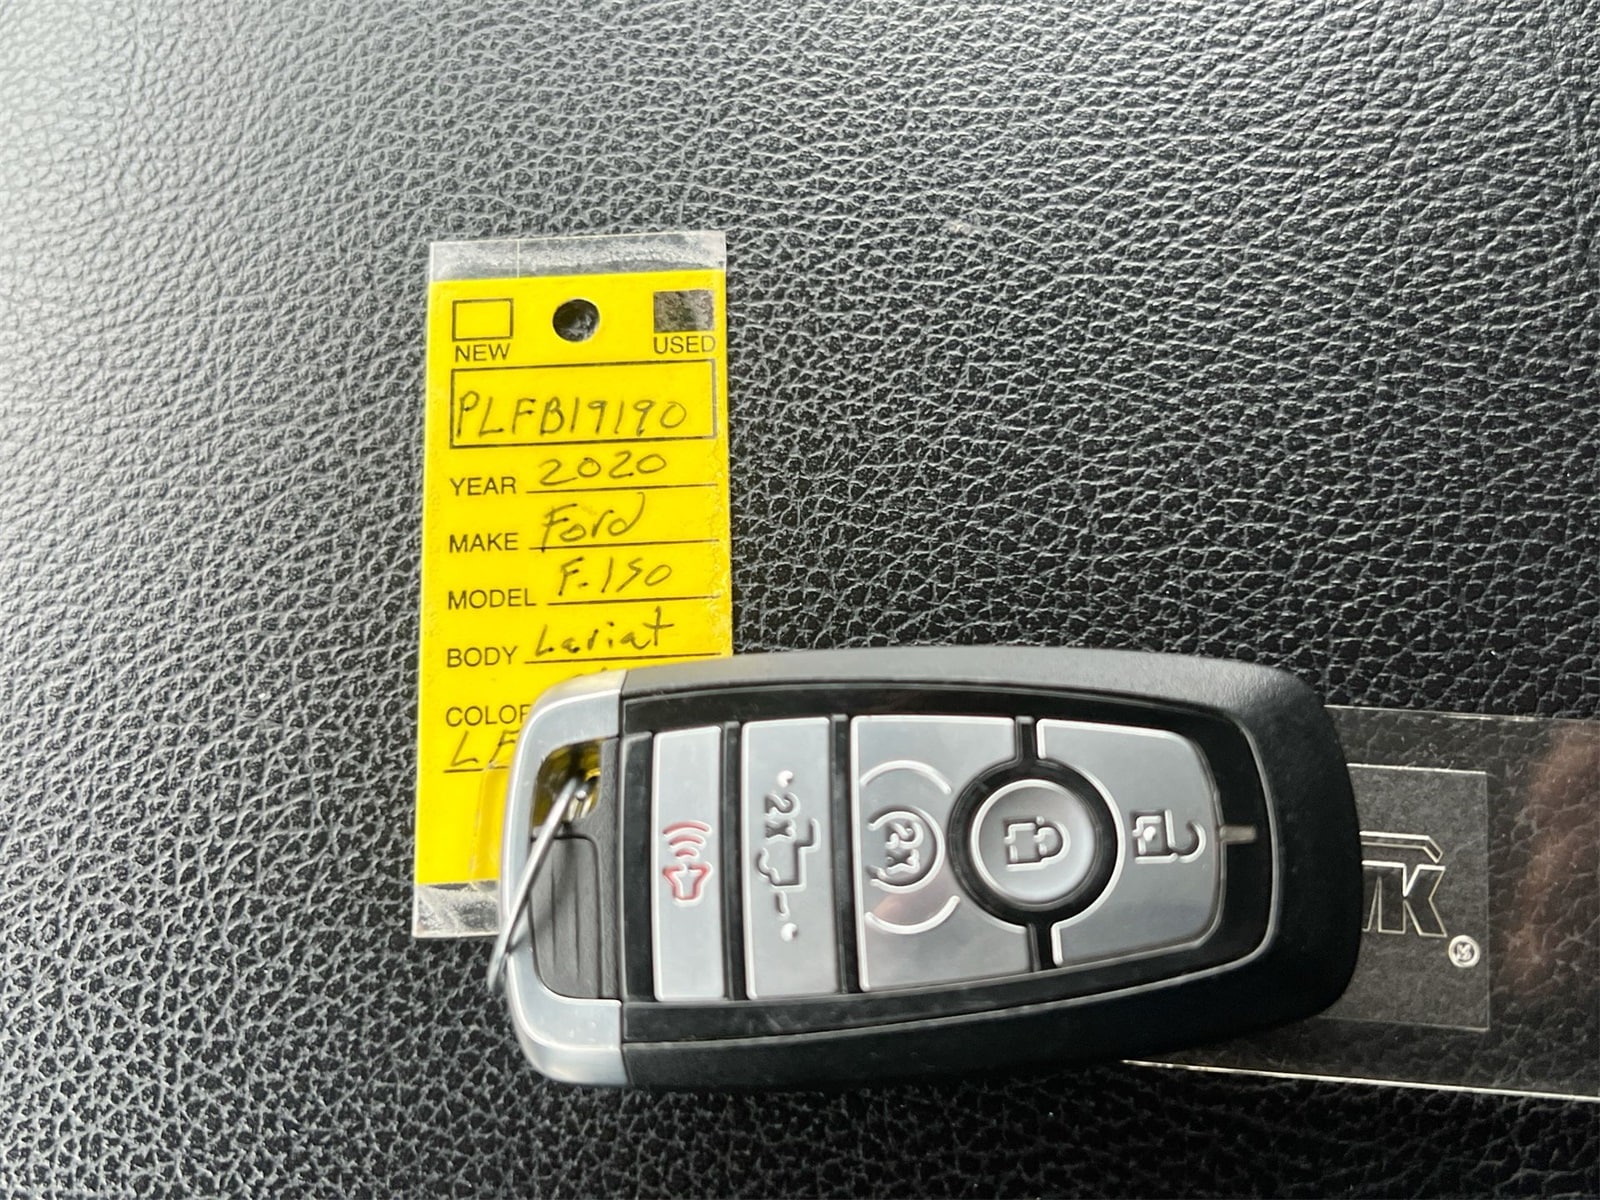 NEW USED
PLFB19190
YEAR 2020
MAKE Ford
MODEL F-150
BODY Lariat
COLOR
2X
2X
®